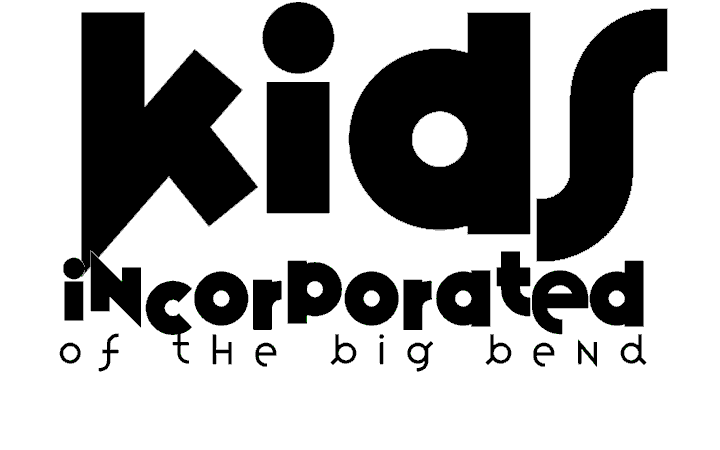 kids
iNcorporated
of tHe big beNd